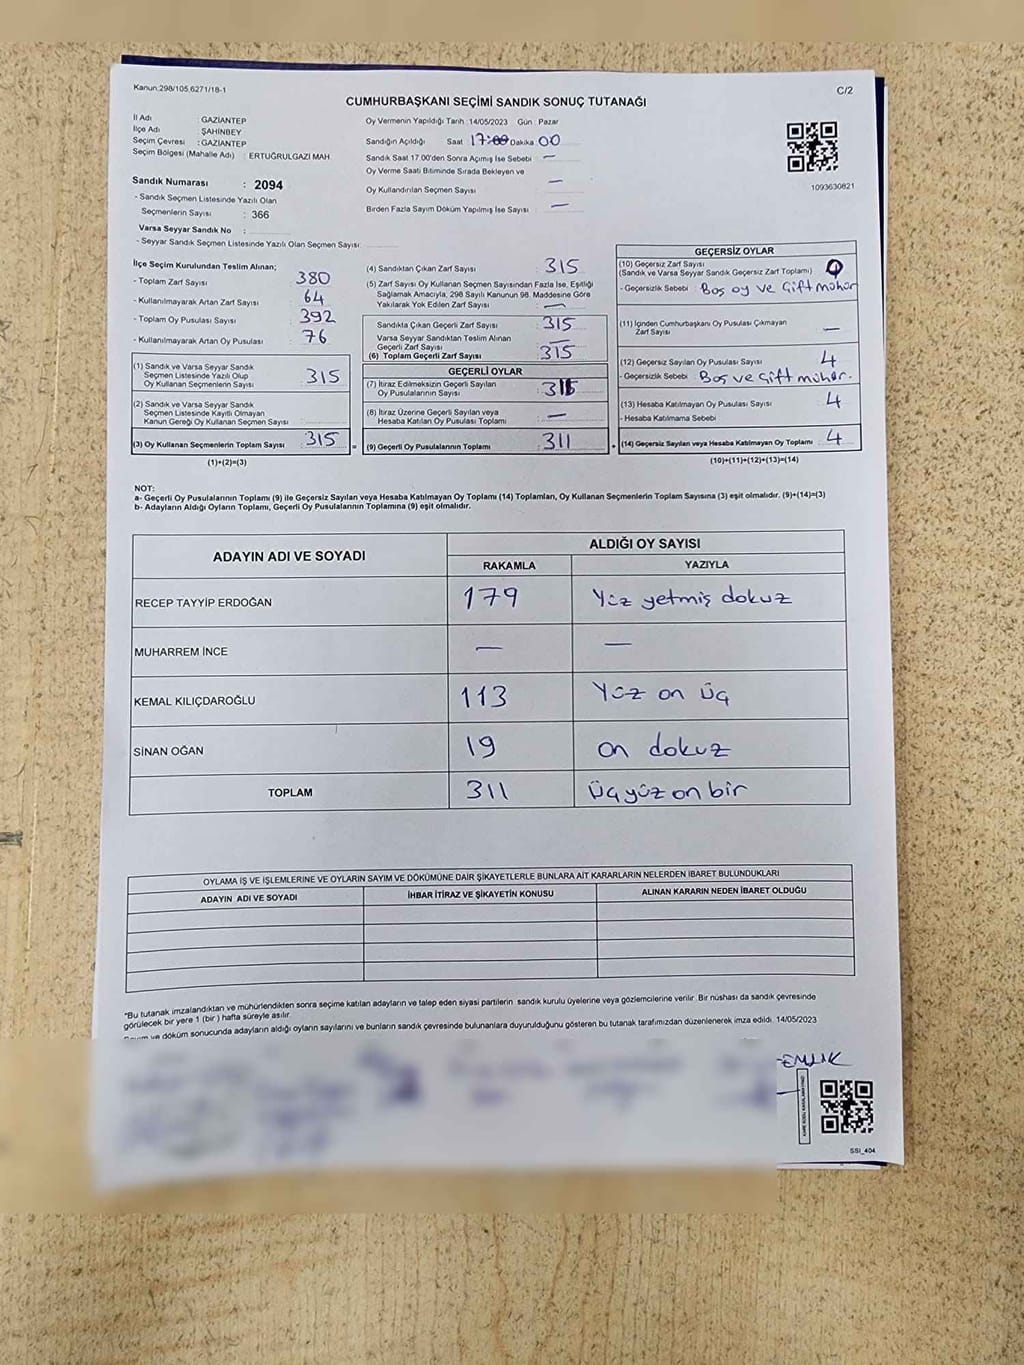 Kanun:298/105,6271/18-1
C/2
CUMHURBAŞKANI SEÇİMİ SANDIK SONUÇ TUTANAĞI
İl Adı : GAZIANTEP
İlçe Adı : ŞAHİNBEY
Seçim Çevresi : GAZIANTEP
Seçim Bölgesi (Mahalle Adı) : ERTUĞRULGAZI MAH.
Sandık Numarası : 2094
- Sandık Seçmen Listesinde Yazılı Olan
Seçmenlerin Sayısı : 366
Varsa Seyyar Sandık No :
- Seyyar Sandık Seçmen Listesinde Yazılı Olan Seçmen Sayısı:
Oy Vermenin Yapıldığı Tarih :14/05/2023 Gün : Pazar
Sandığın Açıldığı Saat 17:00 Dakika 00
Sandık Saat 17.00'den Sonra Açımış İse Sebebi —
Oy Verme Saati Bitiminde Sırada Bekleyen ve
Oy Kullandırılan Seçmen Sayısı —
Birden Fazla Sayım Döküm Yapılmış İse Sayısı : —
1093630821
İlçe Seçim Kurulundan Teslim Alınan;
- Toplam Zarf Sayısı : 380
- Kullanılmayarak Artan Zarf Sayısı : 64
- Toplam Oy Pusulası Sayısı : 392
- Kullanılmayarak Artan Oy Pusulası : 76
(1) Sandık ve Varsa Seyyar Sandık
Seçmen Listesinde Yazılı Olup
Oy Kullanan Seçmenlerin Sayısı : 315
(2) Sandık ve Varsa Seyyar Sandık
Seçmen Listesinde Kayıtlı Olmayan
Kanun Gereği Oy Kullanan Seçmen Sayısı :
(3) Oy Kullanan Seçmenlerin Toplam Sayısı : 315 =
(1)+(2)=(3)
(4) Sandıktan Çıkan Zarf Sayısı : 315
(5) Zarf Sayısı Oy Kullanan Seçmen Sayısından Fazla İse, Eşitliği
Sağlamak Amacıyla, 298 Sayılı Kanunun 98. Maddesine Göre
Yakılarak Yok Edilen Zarf Sayısı : —
Sandıkta Çıkan Geçerli Zarf Sayısı : 315
Varsa Seyyar Sandıktan Teslim Alınan
Geçerli Zarf Sayısı : —
(6) Toplam Geçerli Zarf Sayısı : 315
GEÇERLİ OYLAR
(7) İtiraz Edilmeksizin Geçerli Sayılan
Oy Pusulalarının Sayısı :
(8) İtiraz Üzerine Geçerli Sayılan veya
Hesaba Katılan Oy Pusulası Toplamı : —
(9) Geçerli Oy Pusulalarının Toplamı : 311 +
GEÇERSİZ OYLAR
(10) Geçersiz Zarf Sayısı
(Sandık ve Varsa Seyyar Sandık Geçersiz Zarf Toplamı) : 0
- Geçersizlik Sebebi : Boş oy ve Çift mühür
(11) İçinden Cumhurbaşkanı Oy Pusulası Çıkmayan
Zarf Sayısı : —
(12) Geçersiz Sayılan Oy Pusulası Sayısı : 4
- Geçersizlik Sebebi : Boş ve Çift mühür.
(13) Hesaba Katılmayan Oy Pusulası Sayısı : 4
- Hesaba Katılmama Sebebi
(14) Geçersiz Sayılan veya Hesaba Katılmayan Oy Toplamı : 4
(10)+(11)+(12)+(13)=(14)
NOT:
a- Geçerli Oy Pusulalarının Toplamı (9) ile Geçersiz Sayılan veya Hesaba Katılmayan Oy Toplamı (14) Toplamları, Oy Kullanan Seçmenlerin Toplam Sayısına (3) eşit olmalıdır. (9)+(14)=(3)
b- Adayların Aldığı Oyların Toplamı, Geçerli Oy Pusulalarının Toplamına (9) eşit olmalıdır.
ADAYIN ADI VE SOYADI
ALDIĞI OY SAYISI
RAKAMLA YAZIYLA
RECEP TAYYİP ERDOĞAN 179 Yüz yetmiş dokuz
MUHARREM İNCE — —
KEMAL KILIÇDAROĞLU 113 Yüz on üç
SİNAN OĞAN 19 on dokuz
TOPLAM 311 Üçyüz on bir
OYLAMA İŞ VE İŞLEMLERİNE VE OYLARIN SAYIM VE DÖKÜMÜNE DAİR ŞİKAYETLERLE BUNLARA AİT KARARLARIN NELERDEN İBARET BULUNDUKLARI
ADAYIN ADI VE SOYADI İHBAR İTİRAZ VE ŞİKAYETİN KONUSU ALINAN KARARIN NEDEN İBARET OLDUĞU
"Bu tutanak imzalandıktan ve mühürlendikten sonra seçime katılan adayların ve talep eden siyasi partilerin sandık kurulu üyelerine veya gözlemcilerine verilir. Bir nüshası da sandık çevresinde
görülecek bir yere 1 (bir ) hafta süreyle asılır.
ve döküm sonucunda adayların aldığı oyların sayılarını ve bunların sandık çevresinde bulunanlara duyurulduğunu gösteren bu tutanak tarafımızdan düzenlenerek imza edildi. 14/05/2023
SSI_404